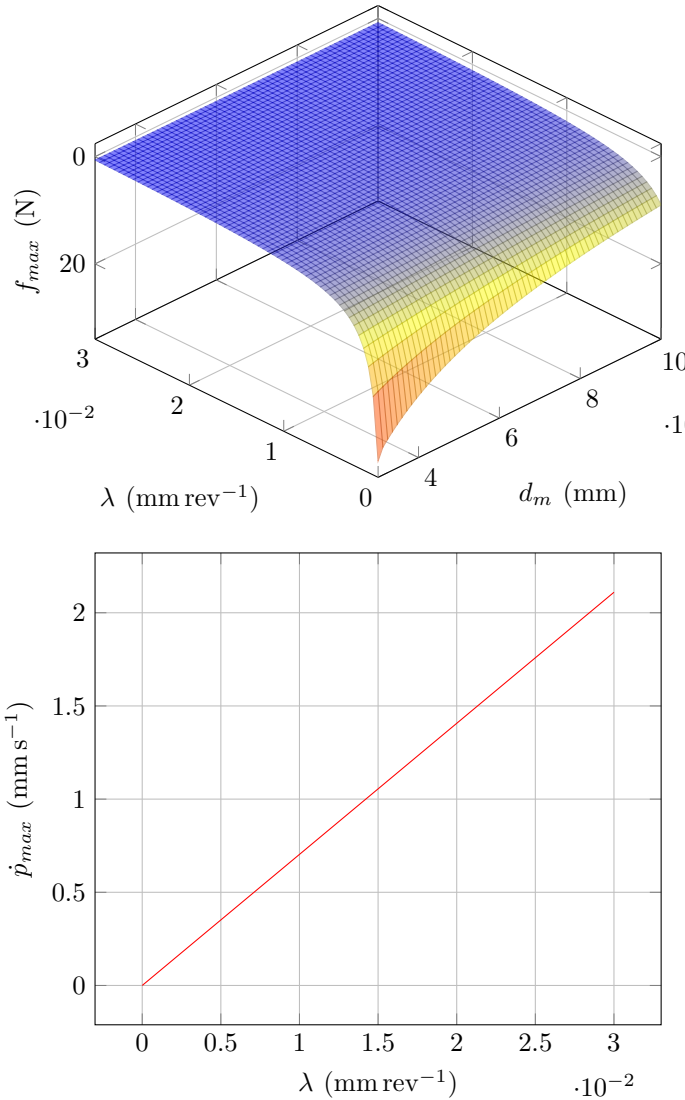 0
20
f_max (N)
3
2
1
0
·10⁻²
λ (mm rev⁻¹)
4
6
8
10
·1
d_m (mm)
2
1.5
1
0.5
0
ṗ_max (mm s⁻¹)
0 0.5 1 1.5 2 2.5 3
λ (mm rev⁻¹) ·10⁻²